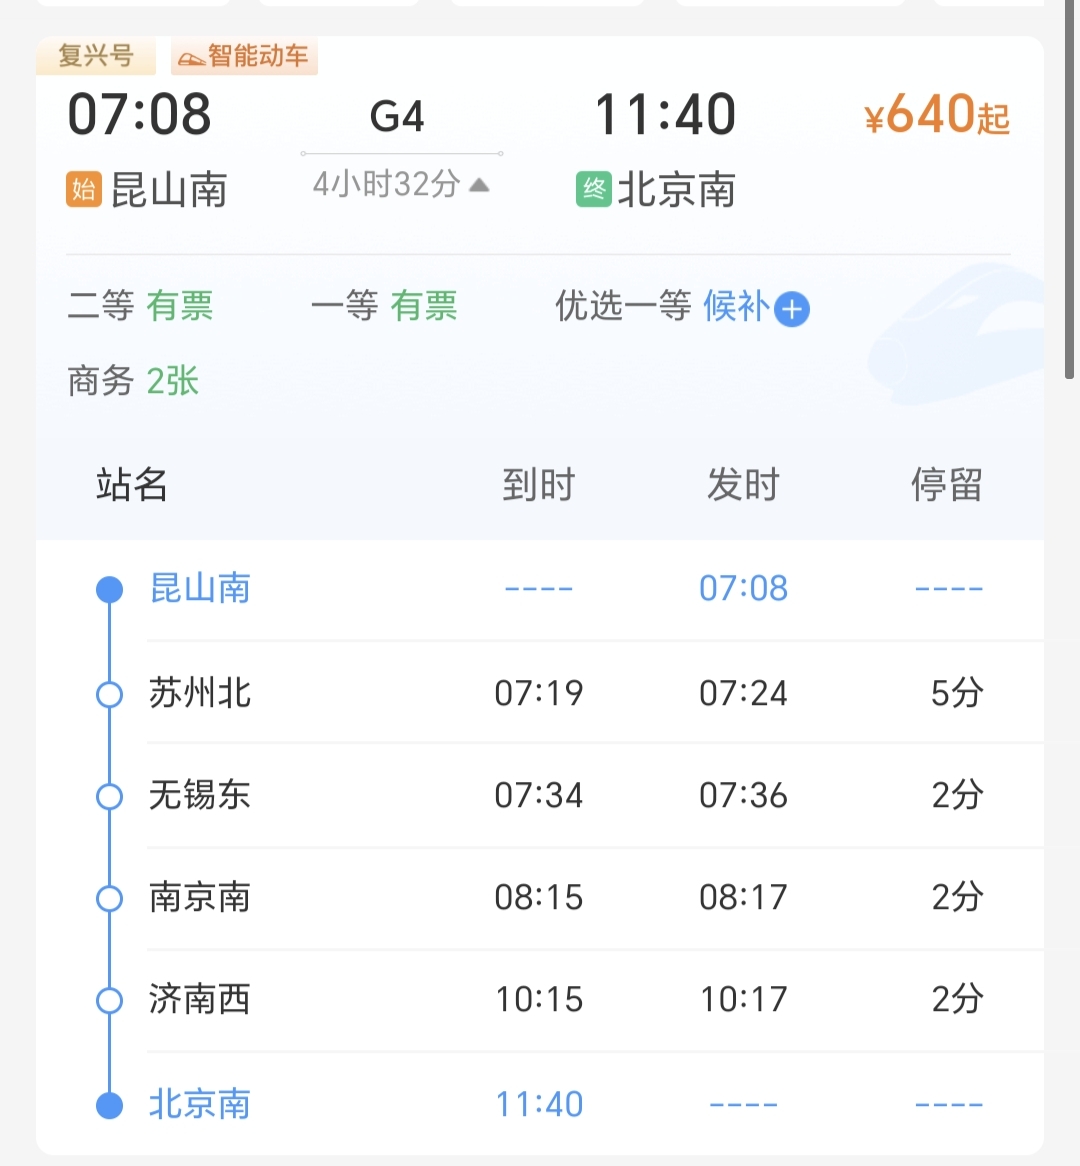 复兴号 智能动车
07:08 G4 11:40 ¥640起
始 昆山南 4小时32分 终 北京南
二等 有票 一等 有票 优选一等 候补
商务 2张
站名 到时 发时 停留
昆山南 ---- 07:08 ----
苏州北 07:19 07:24 5分
无锡东 07:34 07:36 2分
南京南 08:15 08:17 2分
济南西 10:15 10:17 2分
北京南 11:40 ---- ----